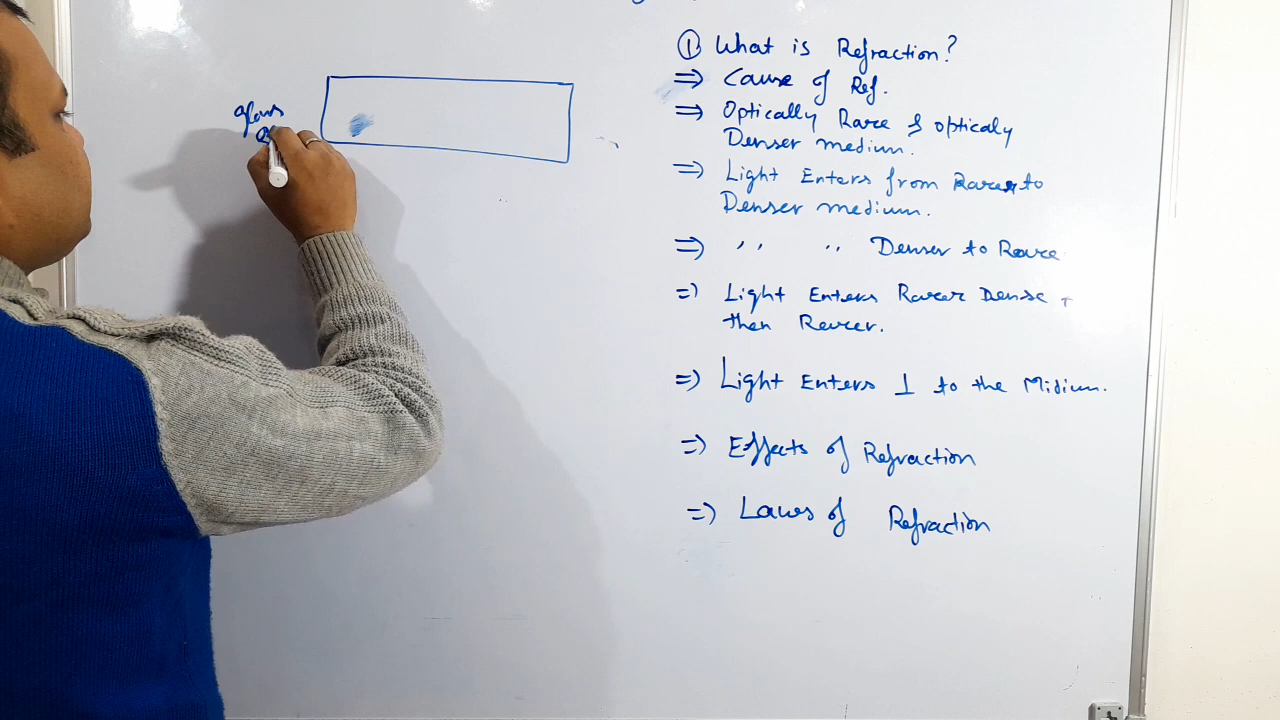 glass
① What is Refraction?
⇒ Cause of Ref.
⇒ Optically Rare & optically
Denser medium.
⇒ Light Enters from Rarer to
Denser medium.
⇒ ,, ,, Denser to Rare
⇒ Light Enters Rarer Dense +
then Rarer.
⇒ Light Enters ⊥ to the Midium.
⇒ Effects of Refraction
⇒ Laws of Refraction